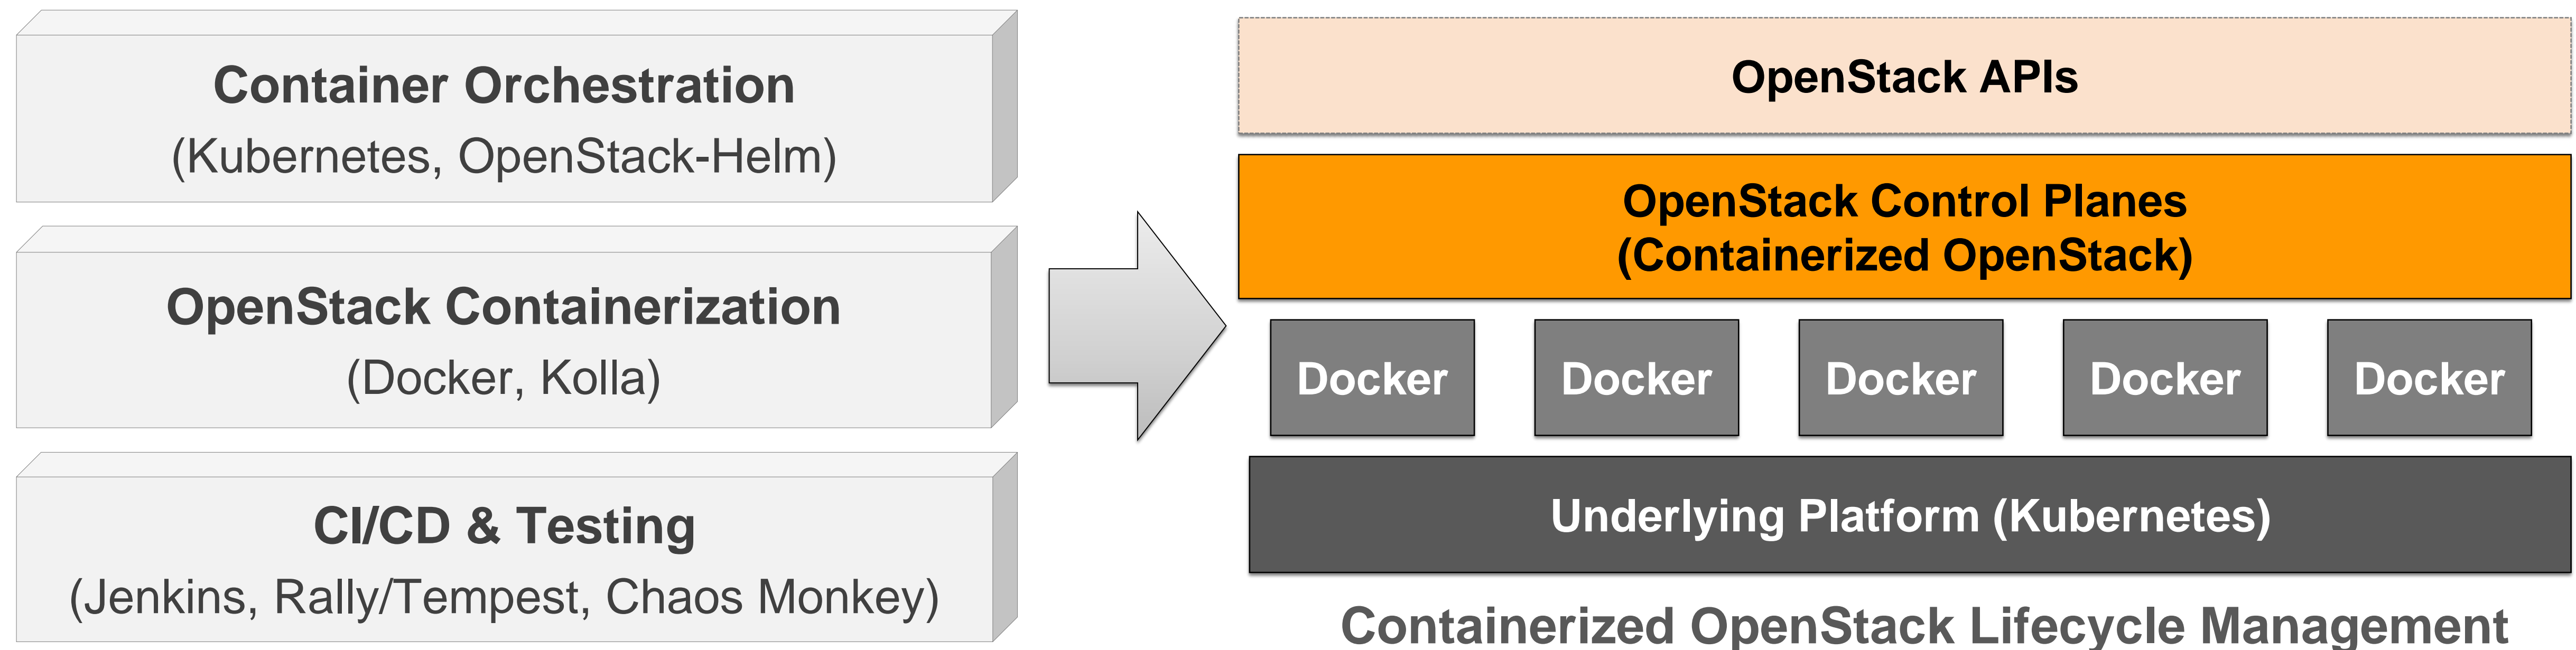 Container Orchestration
(Kubernetes, OpenStack-Helm)
OpenStack Containerization
(Docker, Kolla)
CI/CD & Testing
(Jenkins, Rally/Tempest, Chaos Monkey)
OpenStack APIs
OpenStack Control Planes
(Containerized OpenStack)
Docker
Docker
Docker
Docker
Docker
Underlying Platform (Kubernetes)
Containerized OpenStack Lifecycle Management